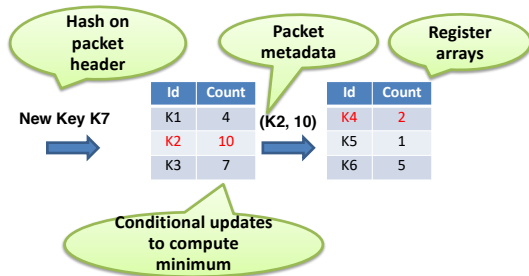 Hash on
packet
header
Packet
metadata
Register
arrays
New Key K7
Id Count
K1 4
K2 10
K3 7
(K2, 10)
Id Count
K4 2
K5 1
K6 5
Conditional updates
to compute
minimum